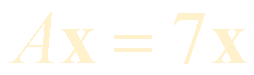 Ax = 7x